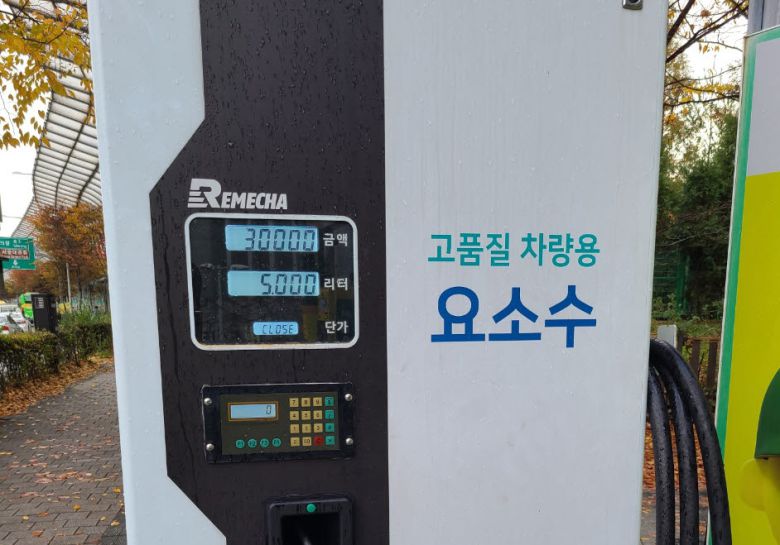 REMECHA
30000 금액
5.000 리터
CLOSE 단가
고품질 차량용
요소수
0